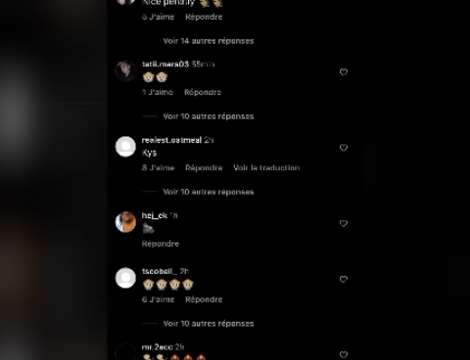 Nice penalty
6 J'aime Répondre
Voir 14 autres réponses
tatii.mara03 55min
1 J'aime Répondre
Voir 10 autres réponses
realest.oatmeal 2h
Kys
8 J'aime Répondre Voir la traduction
Voir 10 autres réponses
hej_ck 1h
Répondre
tscobell_ 2h
6 J'aime Répondre
Voir 10 autres réponses
mr.2ecc 2h